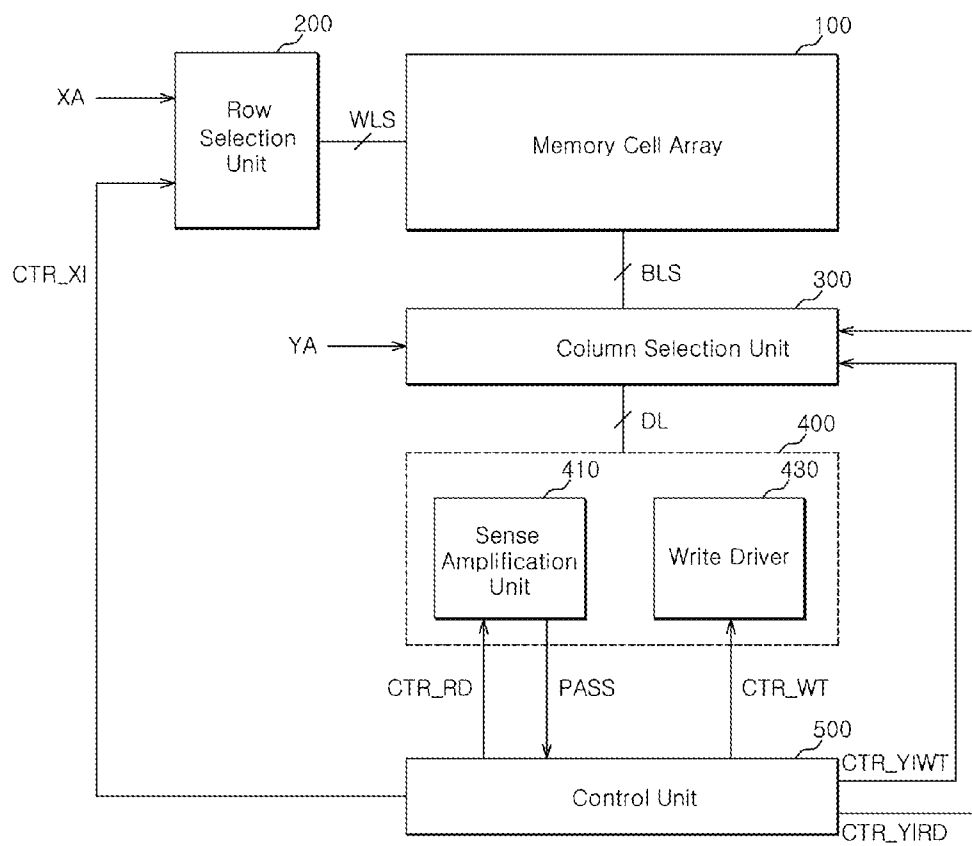 200
100
XA
Row
Selection
Unit
WLS
Memory Cell Array
CTR_XI
BLS
300
YA
Column Selection Unit
DL
400
410
430
Sense
Amplification
Unit
Write Driver
CTR_RD
PASS
CTR_WT
500
CTR_YIWT
Control Unit
CTR_YIRD